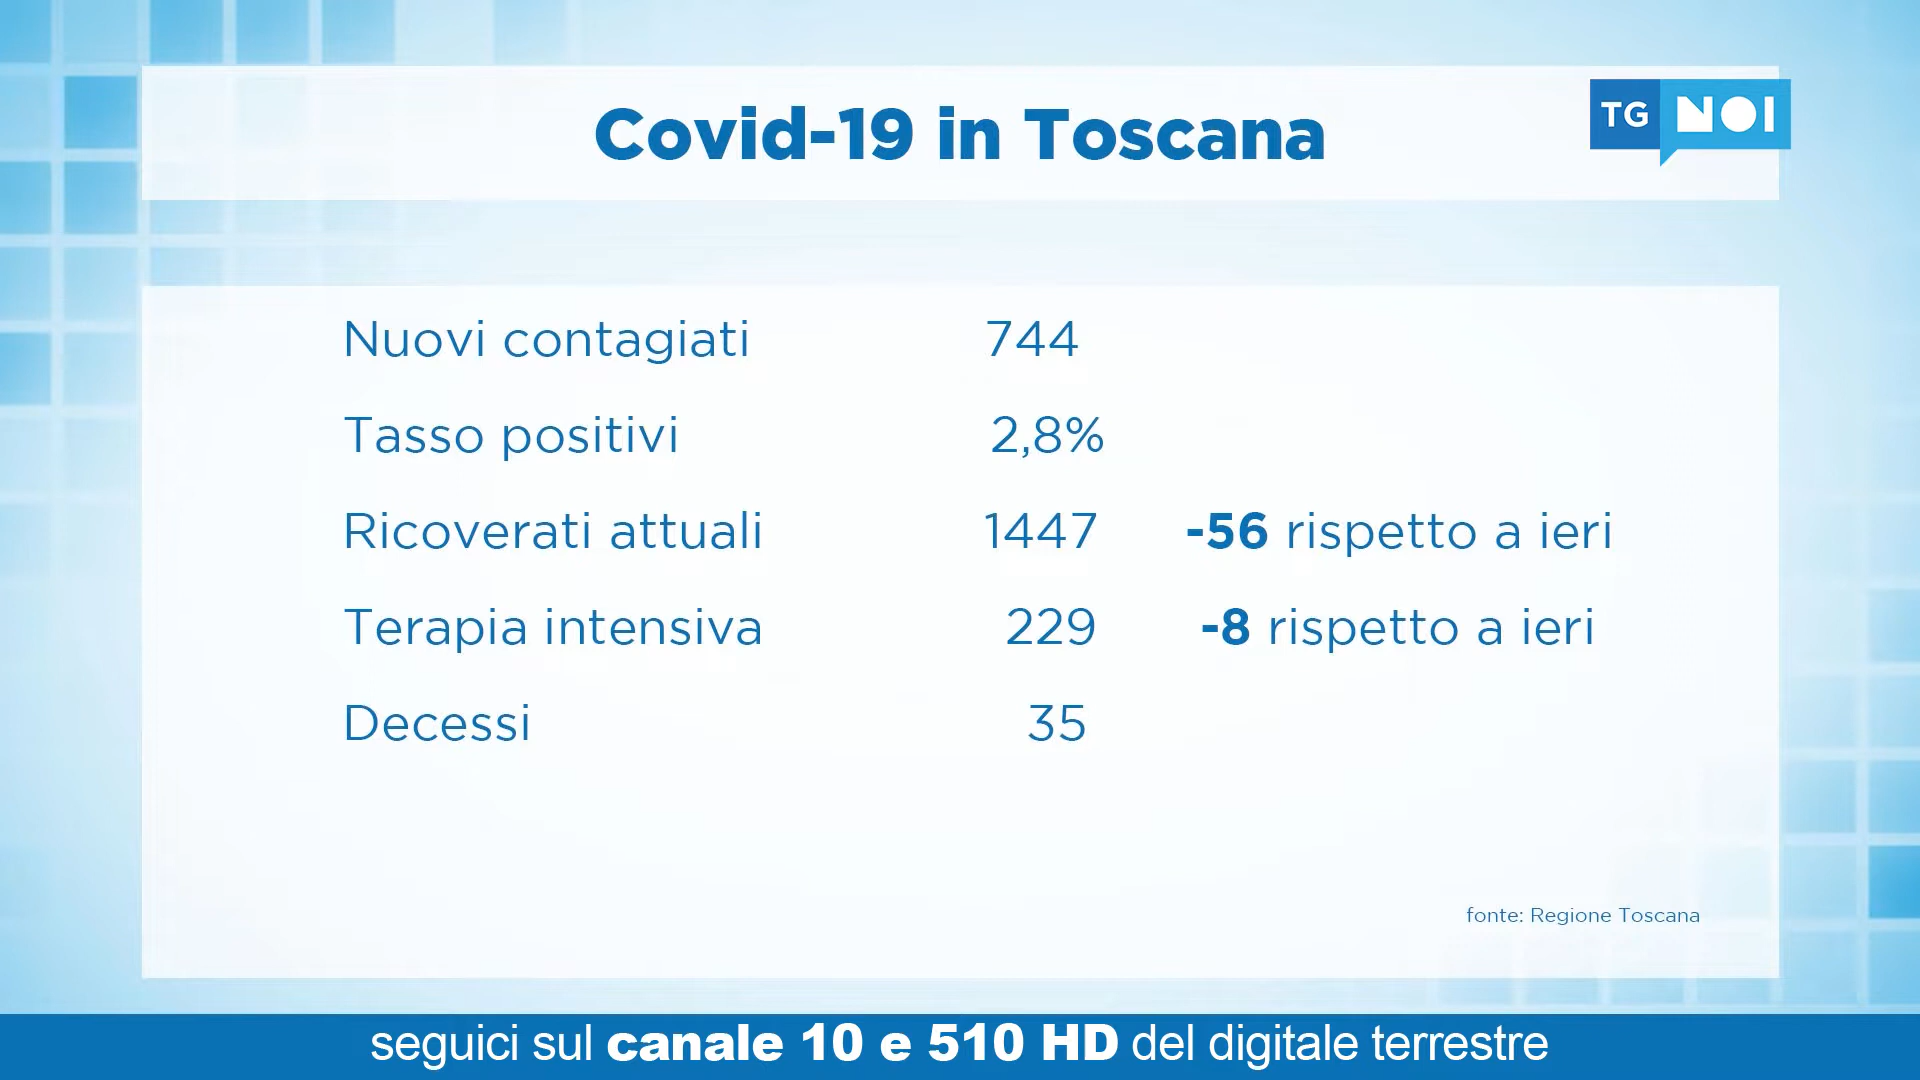 Covid-19 in Toscana
TG NOI
Nuovi contagiati 744
Tasso positivi 2,8%
Ricoverati attuali 1447 -56 rispetto a ieri
Terapia intensiva 229 -8 rispetto a ieri
Decessi 35
fonte: Regione Toscana
seguici sul canale 10 e 510 HD del digitale terrestre